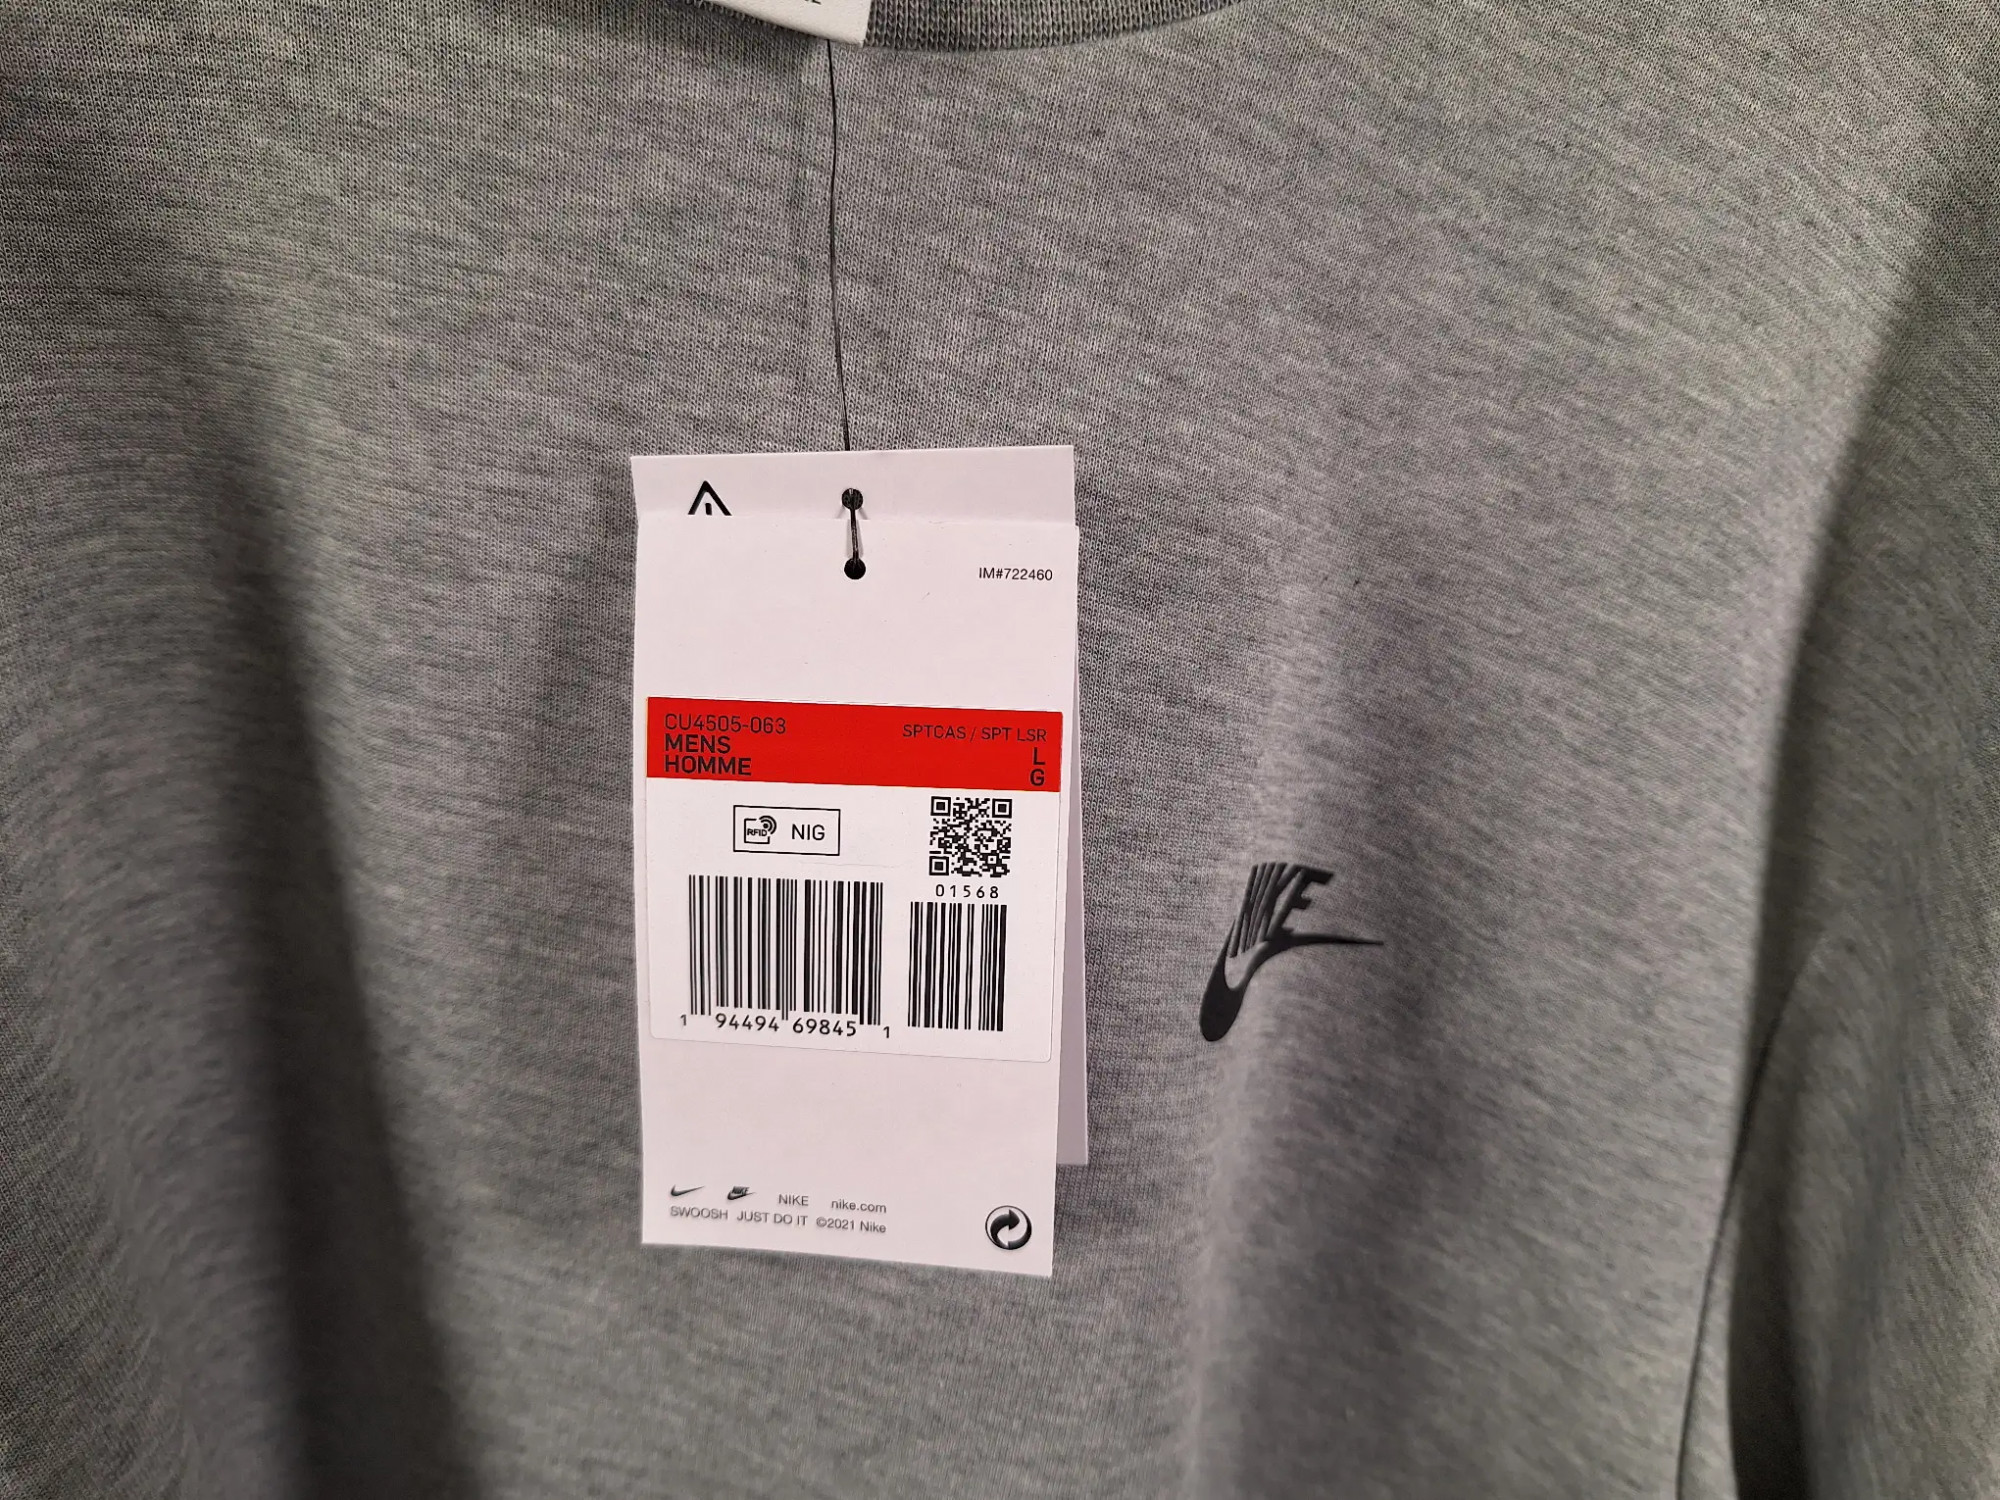 IM#722460
CU4505-063
MENS
HOMME
SPTCAS / SPT LSR
L
G
RFID NIG
01568
1 94494 69845 1
NIKE
NIKE nike.com
SWOOSH JUST DO IT ©2021 Nike